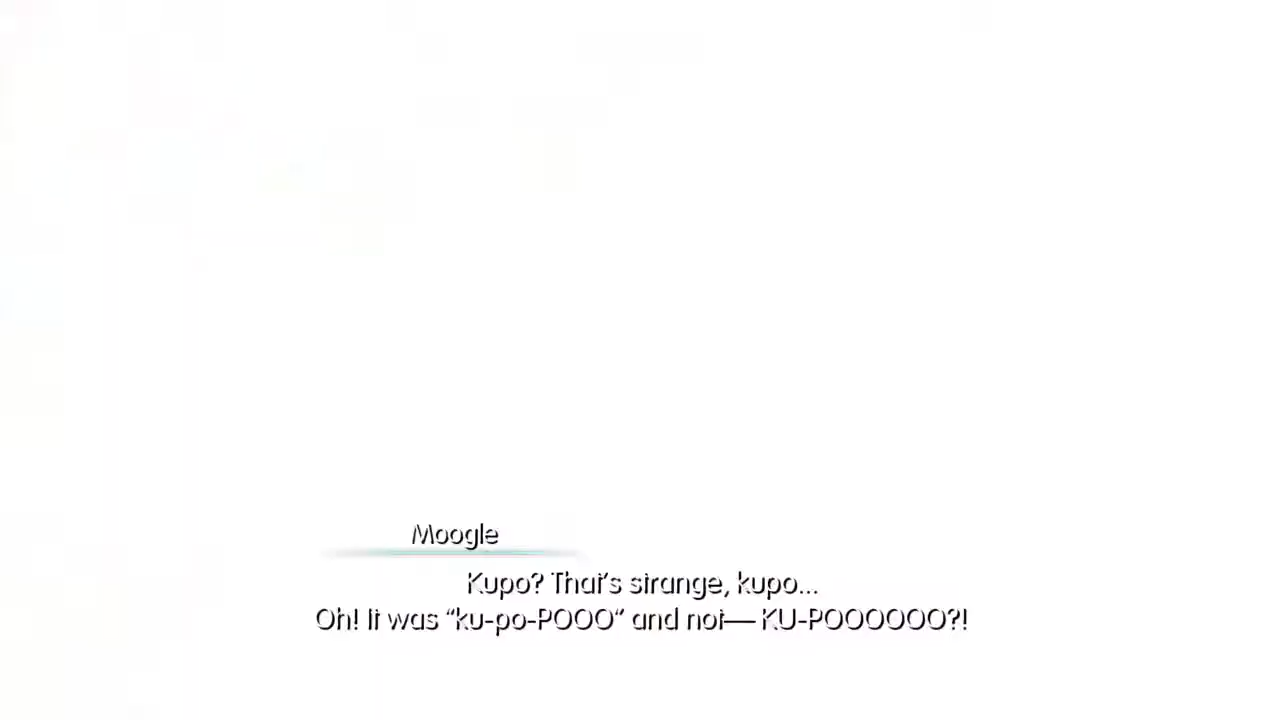 Moogle
Kupo? That's strange, kupo...
Oh! It was “ku-po-POOO” and not— KU-POOOOOO?!